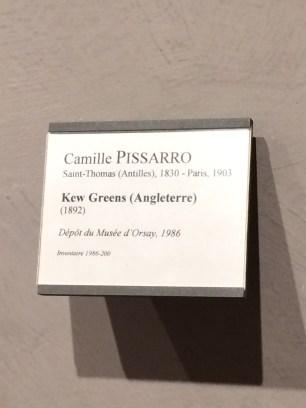 Camille PISSARRO
Saint-Thomas (Antilles), 1830 - Paris, 1903
Kew Greens (Angleterre)
(1892)
Dépôt du Musée d'Orsay, 1986
Inventaire 1986-200